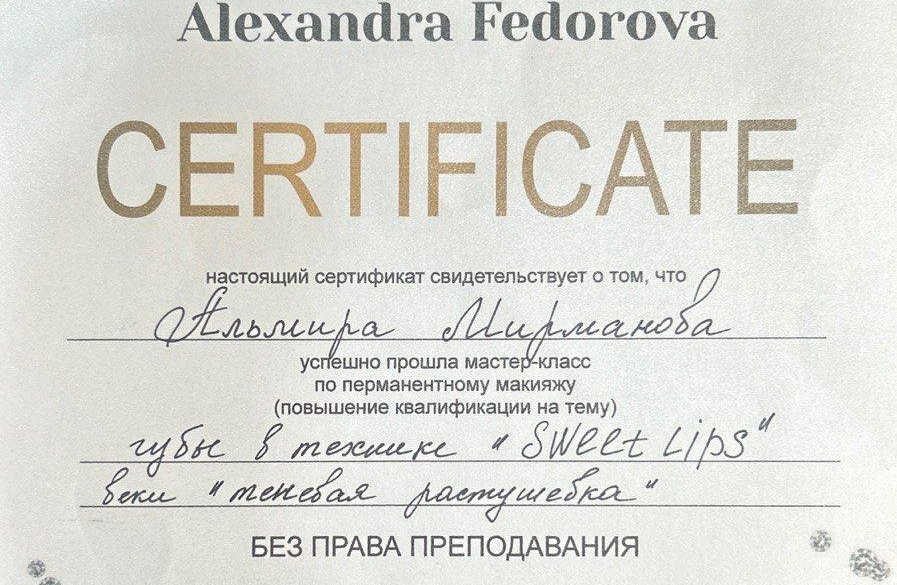 Alexandra Fedorova
CERTIFICATE
настоящий сертификат свидетельствует о том, что
Альмира Мирманова
успешно прошла мастер-класс
по перманентному макияжу
(повышение квалификации на тему)
губы в технике "Sweet Lips"
веки "теневая растушевка"
БЕЗ ПРАВА ПРЕПОДАВАНИЯ